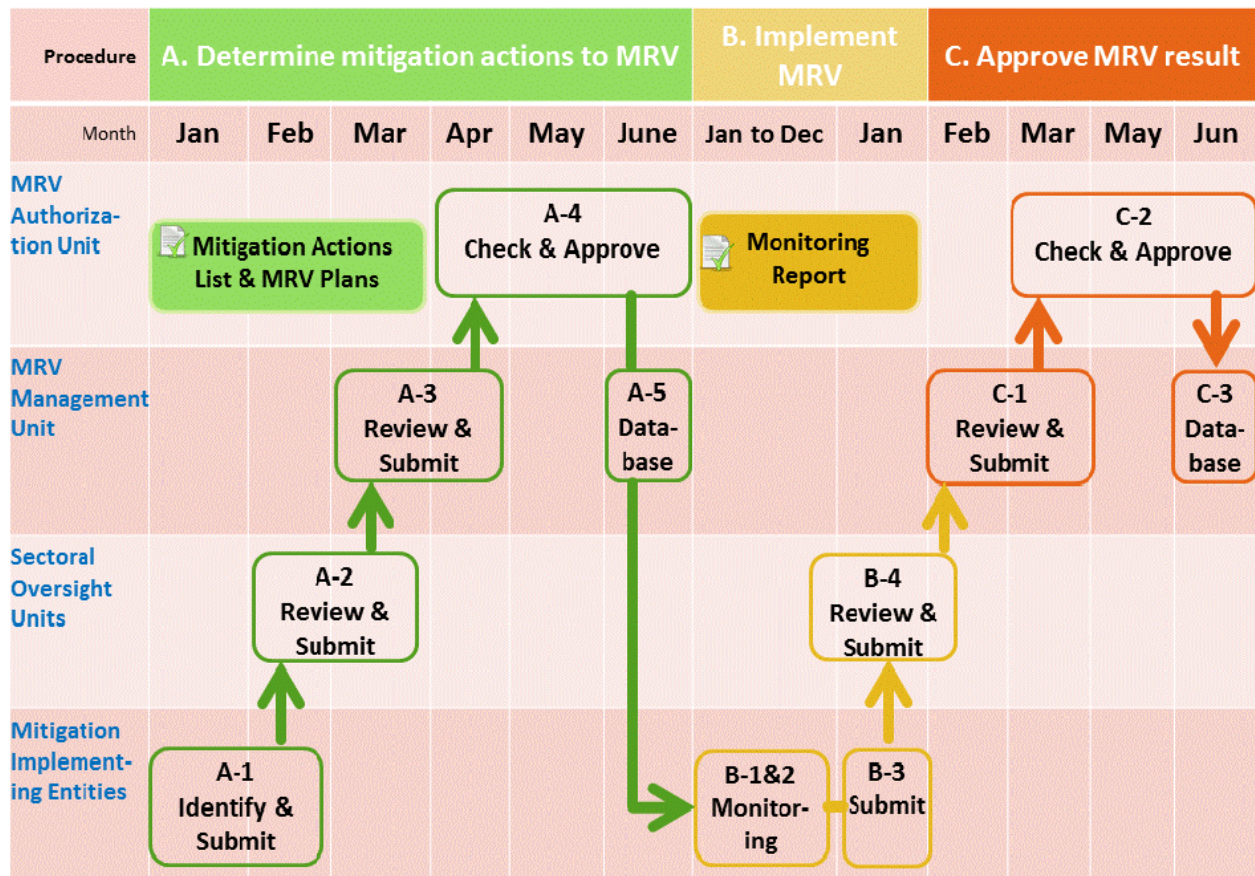 Procedure
A. Determine mitigation actions to MRV
B. Implement
MRV
C. Approve MRV result
Month
Jan
Feb
Mar
Apr
May
June
Jan to Dec
Jan
Feb
Mar
May
Jun
MRV
Authoriza-
tion Unit
Mitigation Actions
List & MRV Plans
A-4
Check & Approve
Monitoring
Report
C-2
Check & Approve
MRV
Management
Unit
A-3
Review &
Submit
A-5
Data-
base
C-1
Review &
Submit
C-3
Data-
base
Sectoral
Oversight
Units
A-2
Review &
Submit
B-4
Review &
Submit
Mitigation
Implement-
ing Entities
A-1
Identify &
Submit
B-1&2
Monitor-
ing
B-3
Submit